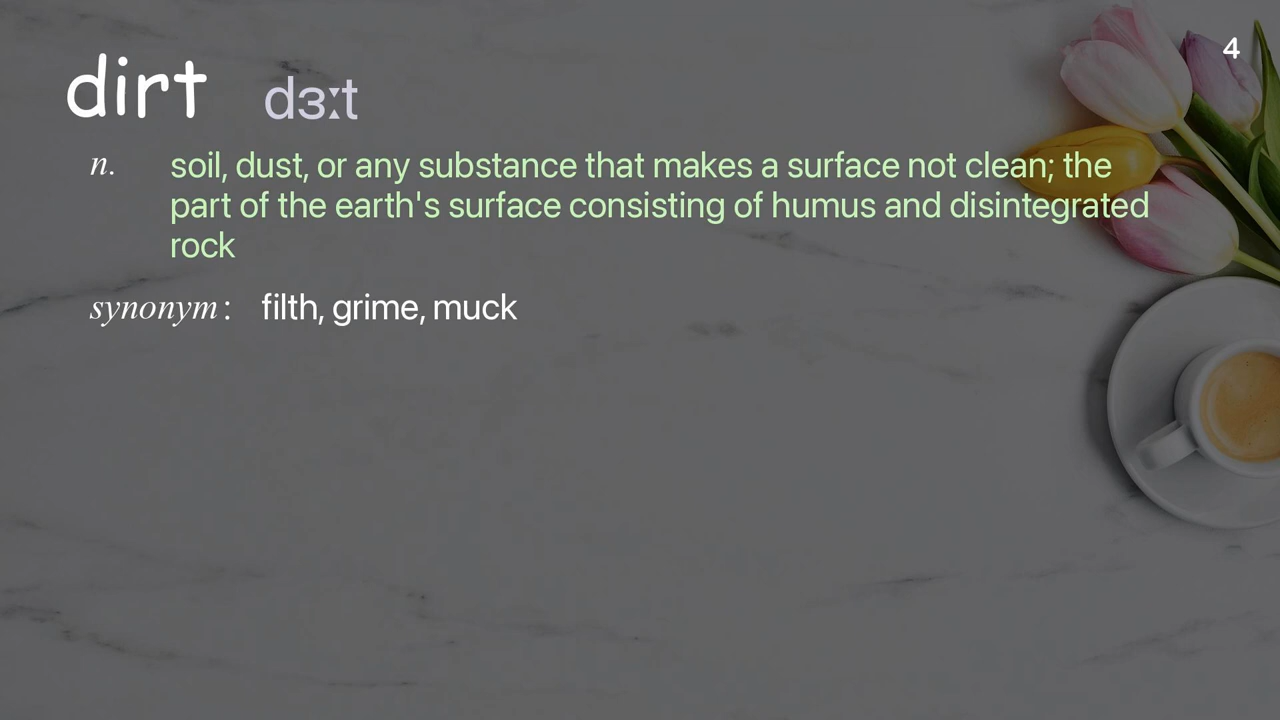 4
dirt dɜːt
n. soil, dust, or any substance that makes a surface not clean; the
part of the earth's surface consisting of humus and disintegrated
rock
synonym: filth, grime, muck